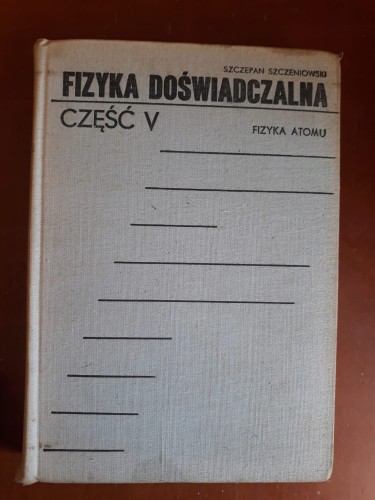 SZCZEPAN SZCZENIOWSKI
FIZYKA DOŚWIADCZALNA
CZĘŚĆ V
FIZYKA ATOMU